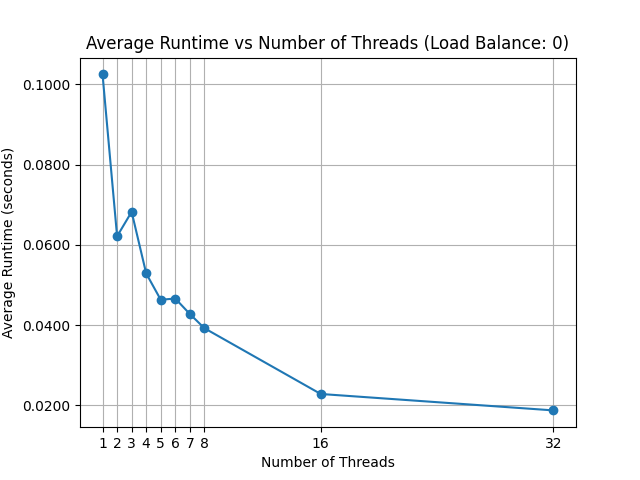 Average Runtime vs Number of Threads (Load Balance: 0)
Average Runtime (seconds)
0.1000
0.0800
0.0600
0.0400
0.0200
1 2 3 4 5 6 7 8 16 32
Number of Threads